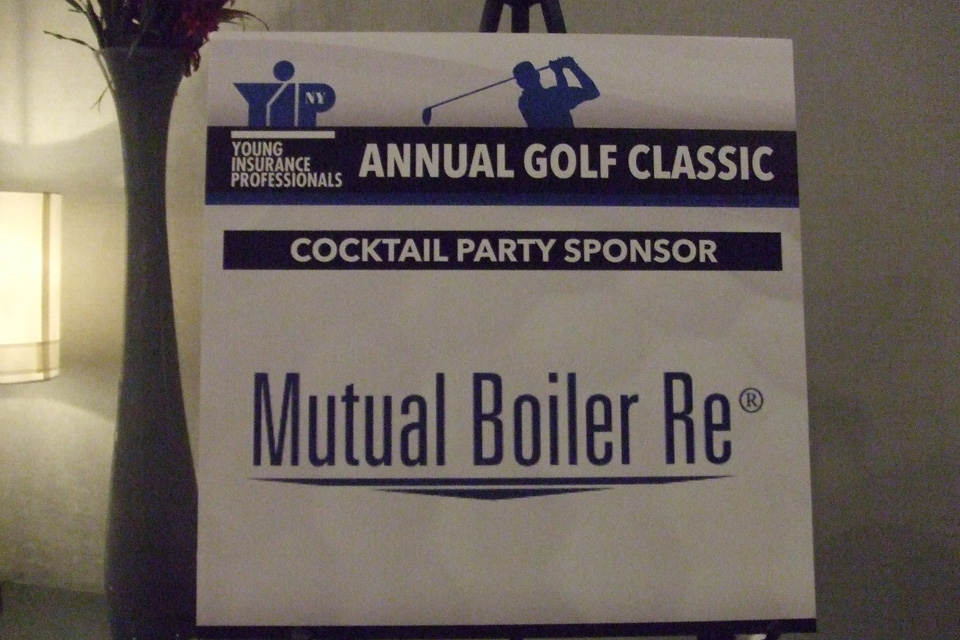 YIP NY
YOUNG
INSURANCE
PROFESSIONALS
ANNUAL GOLF CLASSIC
COCKTAIL PARTY SPONSOR
Mutual Boiler Re®